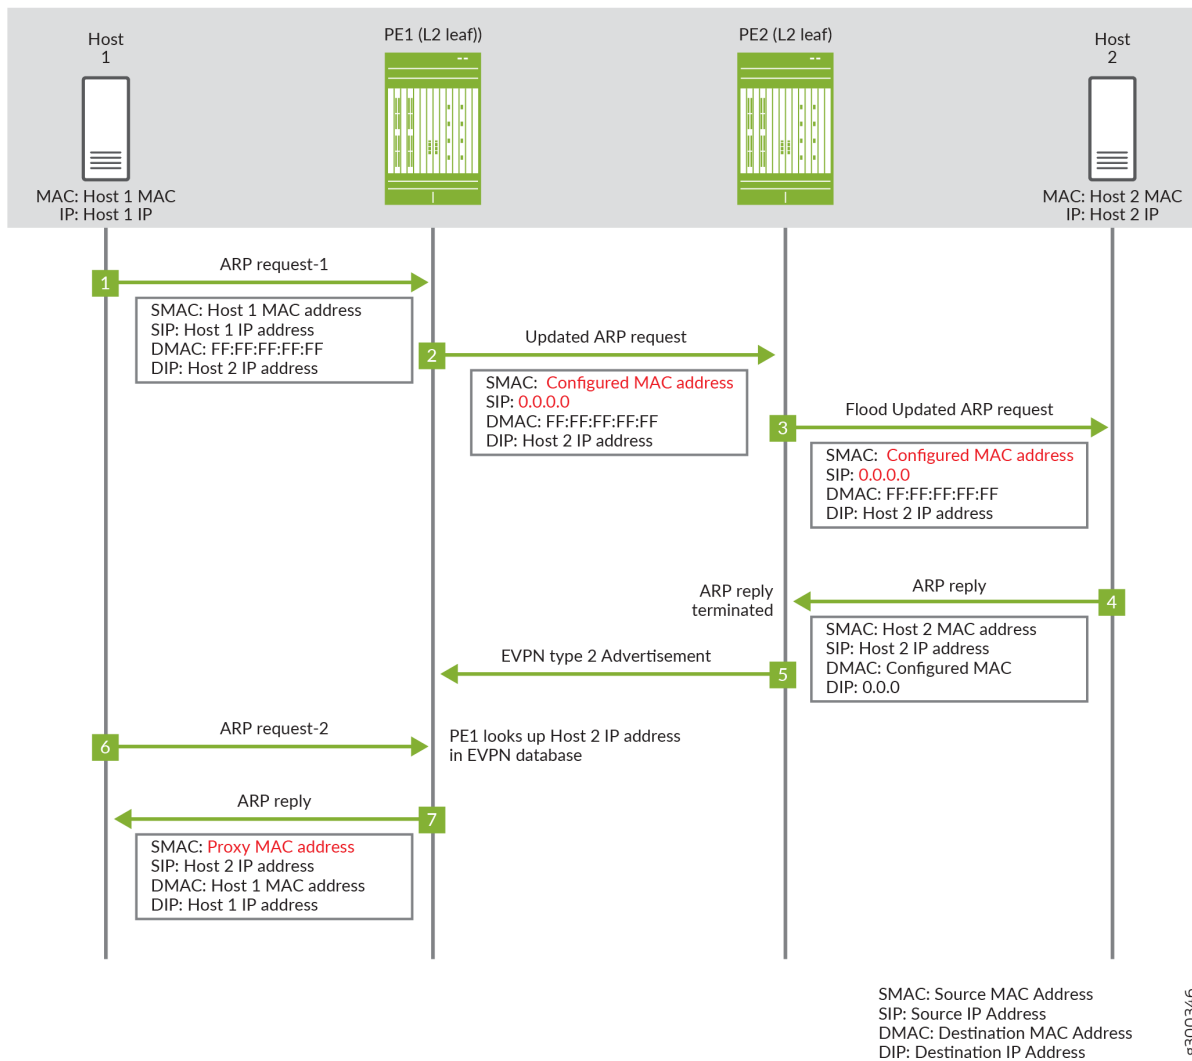 Host
1
PE1 (L2 leaf))
PE2 (L2 leaf)
Host
2
MAC: Host 1 MAC
IP: Host 1 IP
MAC: Host 2 MAC
IP: Host 2 IP
1
ARP request-1
SMAC: Host 1 MAC address
SIP: Host 1 IP address
DMAC: FF:FF:FF:FF:FF
DIP: Host 2 IP address
2
Updated ARP request
SMAC: Configured MAC address
SIP: 0.0.0.0
DMAC: FF:FF:FF:FF:FF
DIP: Host 2 IP address
3
Flood Updated ARP request
SMAC: Configured MAC address
SIP: 0.0.0.0
DMAC: FF:FF:FF:FF:FF
DIP: Host 2 IP address
ARP reply
terminated
ARP reply
4
SMAC: Host 2 MAC address
SIP: Host 2 IP address
DMAC: Configured MAC
DIP: 0.0.0
EVPN type 2 Advertisement
5
6
ARP request-2
PE1 looks up Host 2 IP address
in EVPN database
ARP reply
7
SMAC: Proxy MAC address
SIP: Host 2 IP address
DMAC: Host 1 MAC address
DIP: Host 1 IP address
SMAC: Source MAC Address
SIP: Source IP Address
DMAC: Destination MAC Address
DIP: Destination IP Address